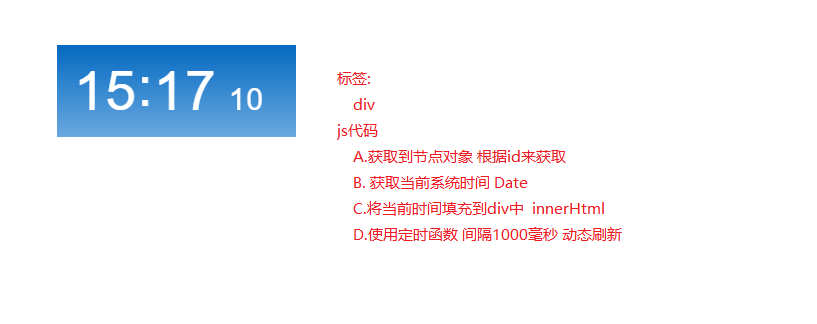 15:17 10
标签:
div
js代码
A.获取到节点对象 根据id来获取
B. 获取当前系统时间 Date
C.将当前时间填充到div中 innerHtml
D.使用定时函数 间隔1000毫秒 动态刷新